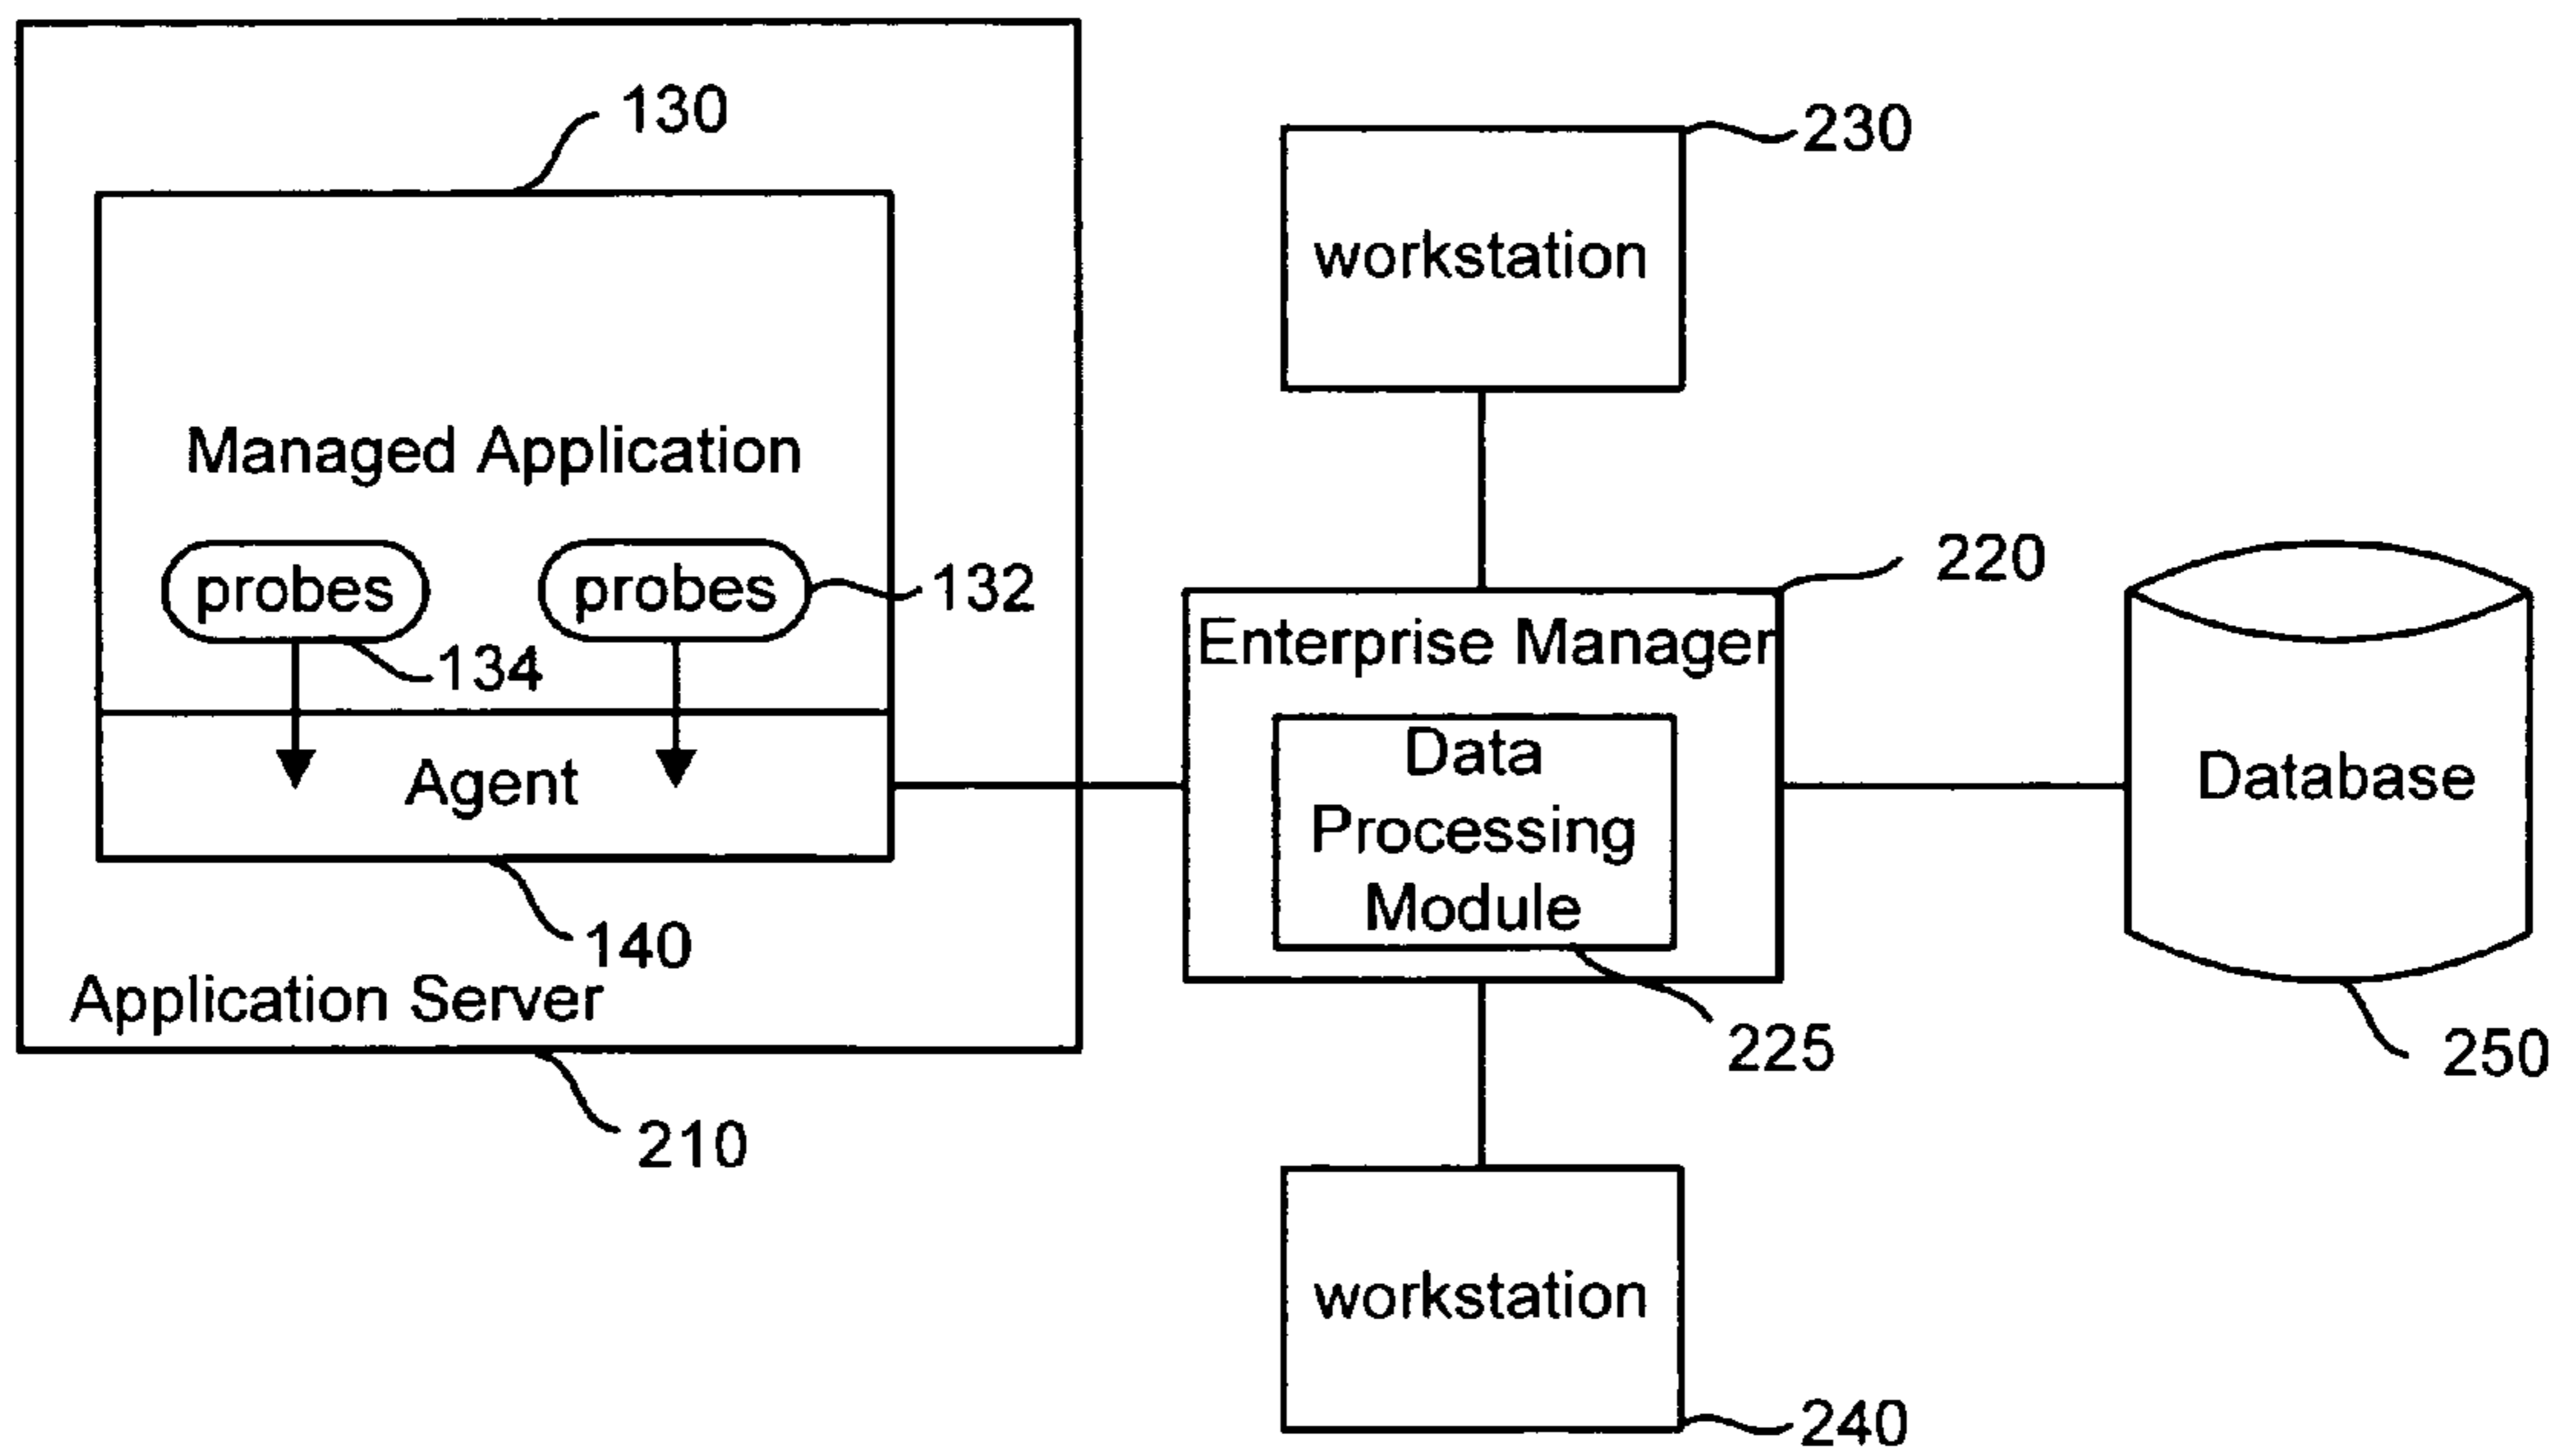 130
Managed Application
probes
probes
132
134
Agent
140
Application Server
210
230
workstation
220
Enterprise Manager
Data
Processing
Module
225
Database
250
workstation
240